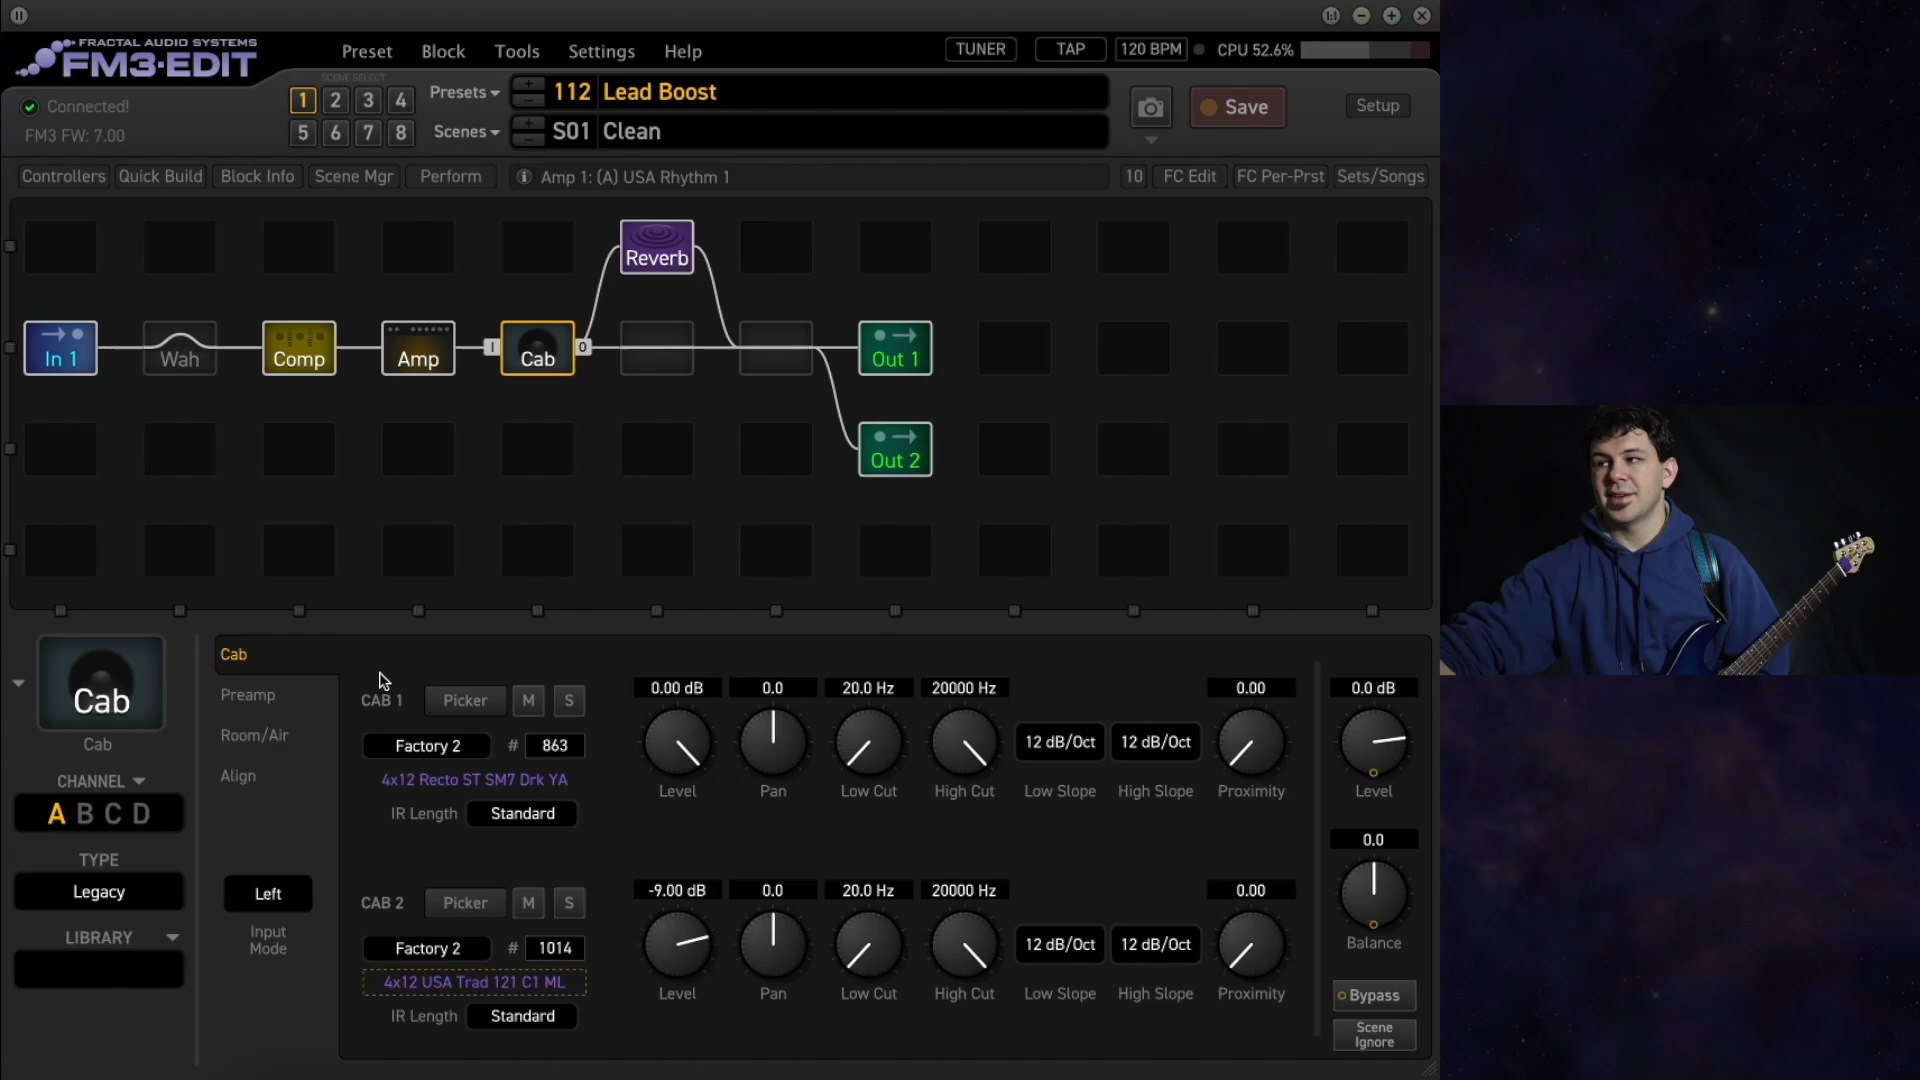 FRACTAL AUDIO SYSTEMS
FM3·EDIT
Preset Block Tools Settings Help
TUNER TAP 120 BPM CPU 52.6%
Connected!
FM3 FW: 7.00
SCENE SELECT
1 2 3 4
5 6 7 8
Presets + − 112 Lead Boost
Scenes + − S01 Clean
Save Setup
Controllers Quick Build Block Info Scene Mgr Perform
Amp 1: (A) USA Rhythm 1
10 FC Edit FC Per-Prst Sets/Songs
Reverb
In 1 Wah Comp Amp I Cab O Out 1
Out 2
Cab
Cab
CHANNEL
A B C D
TYPE
Legacy
LIBRARY
Cab
Preamp
Room/Air
Align
Left
Input
Mode
CAB 1 Picker M S
Factory 2 # 863
4x12 Recto ST SM7 Drk YA
IR Length Standard
0.00 dB 0.0 20.0 Hz 20000 Hz 0.00
12 dB/Oct 12 dB/Oct
Level Pan Low Cut High Cut Low Slope High Slope Proximity
CAB 2 Picker M S
Factory 2 # 1014
4x12 USA Trad 121 C1 ML
IR Length Standard
-9.00 dB 0.0 20.0 Hz 20000 Hz 0.00
12 dB/Oct 12 dB/Oct
Level Pan Low Cut High Cut Low Slope High Slope Proximity
0.0 dB
Level
0.0
Balance
Bypass
Scene
Ignore